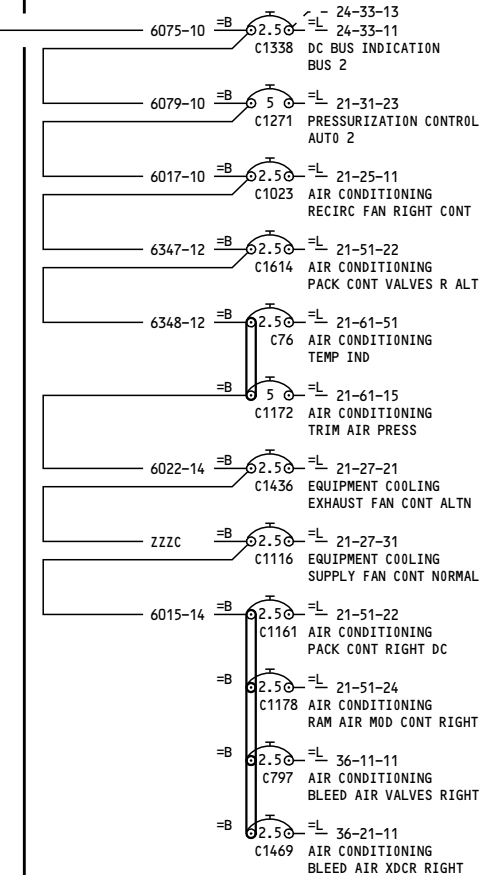 24-33-13
6075-10 =B 2.5 =L 24-33-11
C1338 DC BUS INDICATION
BUS 2
6079-10 =B 5 =L 21-31-23
C1271 PRESSURIZATION CONTROL
AUTO 2
6017-10 =B 2.5 =L 21-25-11
C1023 AIR CONDITIONING
RECIRC FAN RIGHT CONT
6347-12 =B 2.5 =L 21-51-22
C1614 AIR CONDITIONING
PACK CONT VALVES R ALT
6348-12 =B 2.5 =L 21-61-51
C76 AIR CONDITIONING
TEMP IND
=B 5 =L 21-61-15
C1172 AIR CONDITIONING
TRIM AIR PRESS
6022-14 =B 2.5 =L 21-27-21
C1436 EQUIPMENT COOLING
EXHAUST FAN CONT ALTN
ZZZC =B 2.5 =L 21-27-31
C1116 EQUIPMENT COOLING
SUPPLY FAN CONT NORMAL
6015-14 =B 2.5 =L 21-51-22
C1161 AIR CONDITIONING
PACK CONT RIGHT DC
=B 2.5 =L 21-51-24
C1178 AIR CONDITIONING
RAM AIR MOD CONT RIGHT
=B 2.5 =L 36-11-11
C797 AIR CONDITIONING
BLEED AIR VALVES RIGHT
=B 2.5 =L 36-21-11
C1469 AIR CONDITIONING
BLEED AIR XDCR RIGHT